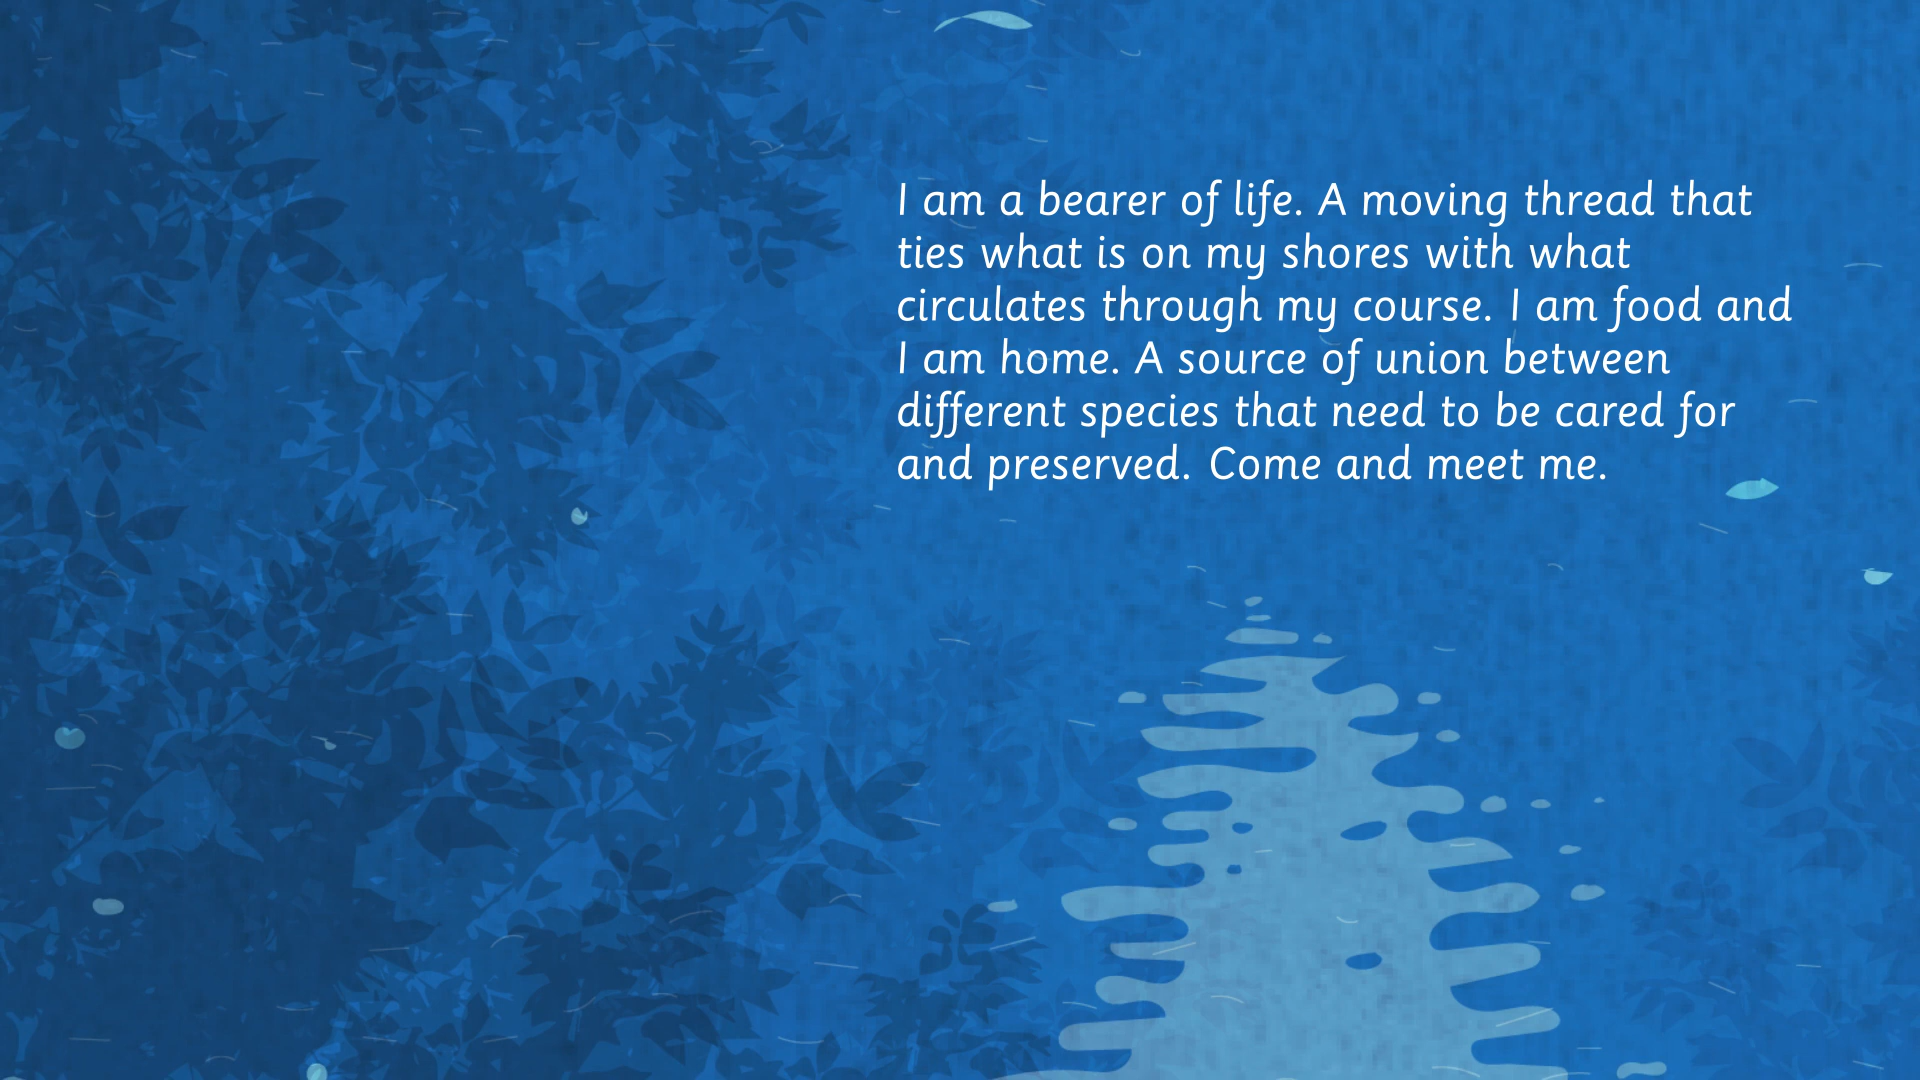 I am a bearer of life. A moving thread that
ties what is on my shores with what
circulates through my course. I am food and
I am home. A source of union between
different species that need to be cared for
and preserved. Come and meet me.